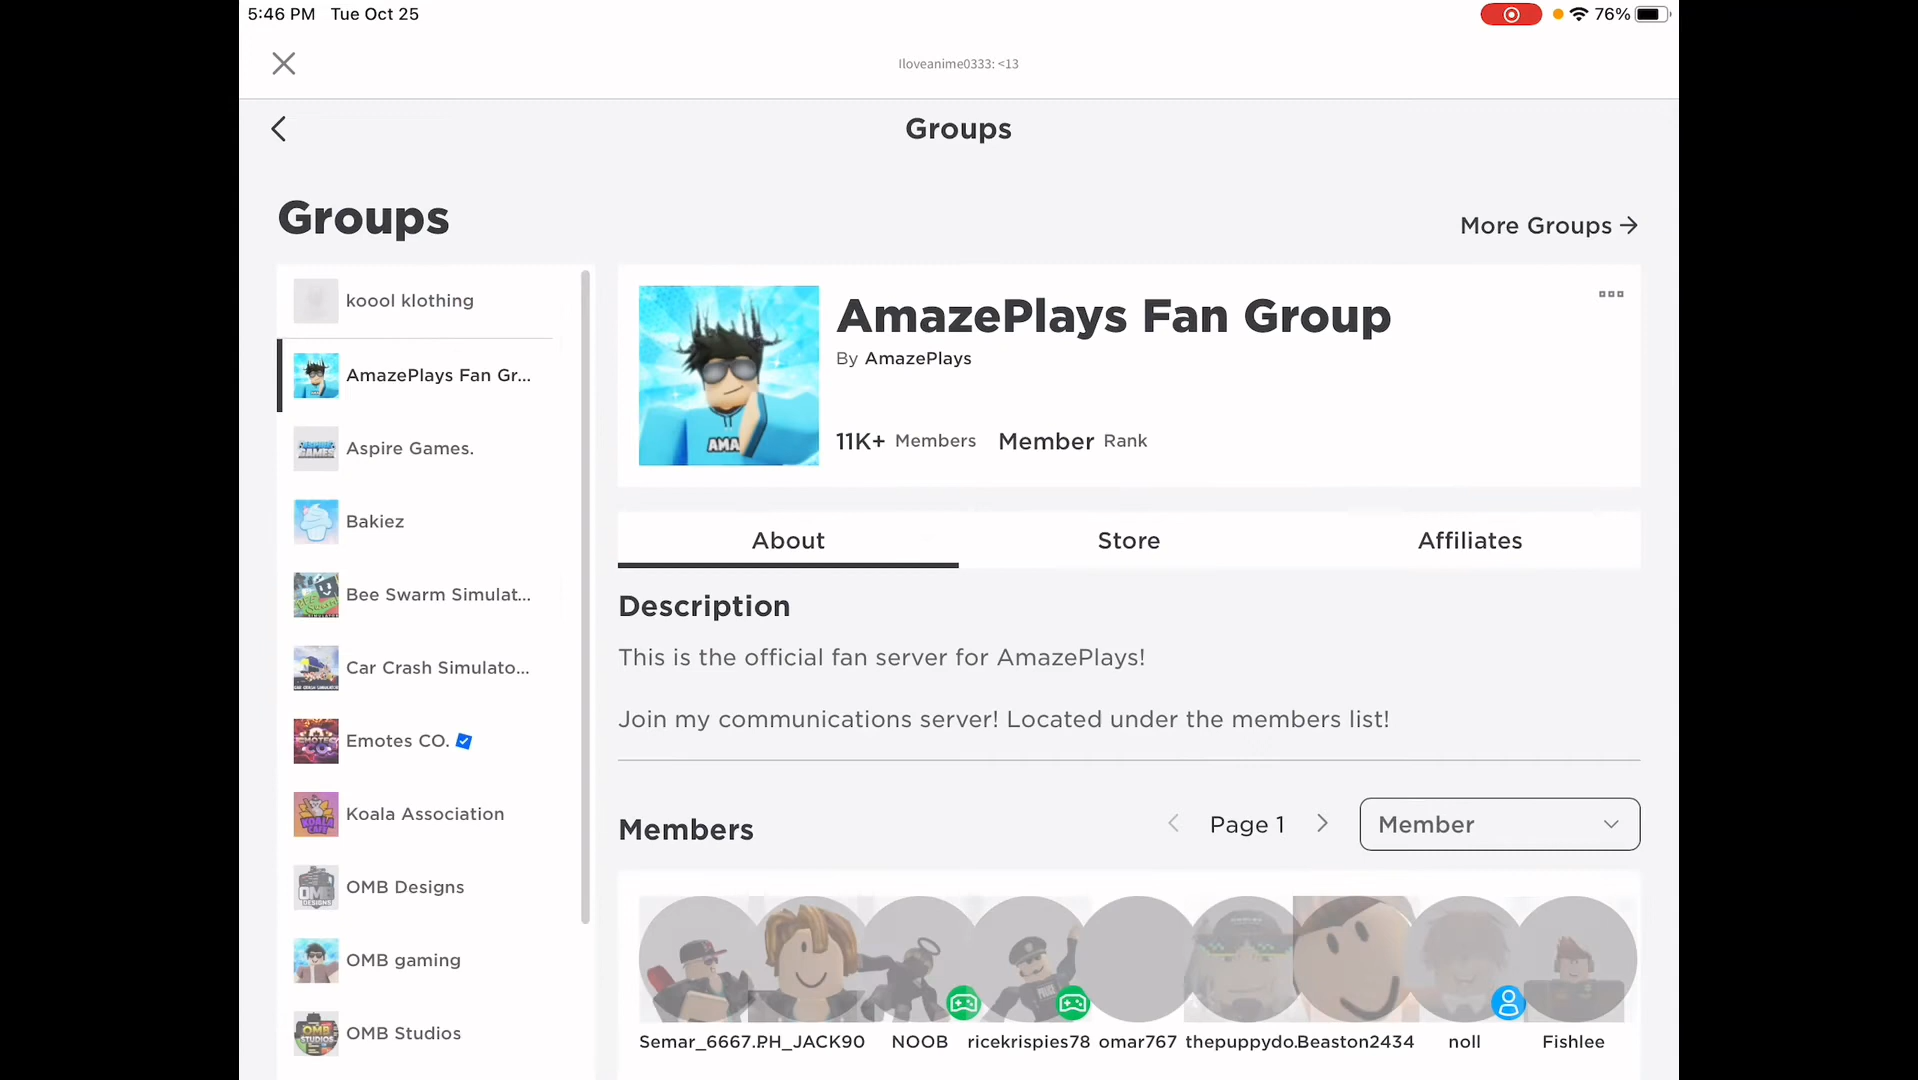 5:46 PM Tue Oct 25
76%
Iloveanime0333: <13
Groups
Groups
More Groups
koool klothing
AmazePlays Fan Gr...
Aspire Games.
Bakiez
Bee Swarm Simulat...
Car Crash Simulato...
Emotes CO.
Koala Association
OMB Designs
OMB gaming
OMB Studios
AmazePlays Fan Group
By AmazePlays
11K+ Members Member Rank
AMA
About Store Affiliates
Description
This is the official fan server for AmazePlays!
Join my communications server! Located under the members list!
Members
Page 1
Member
Semar_6667... PH_JACK90 NOOB ricekrispies78 omar767 thepuppydo... Beaston2434 noll Fishlee